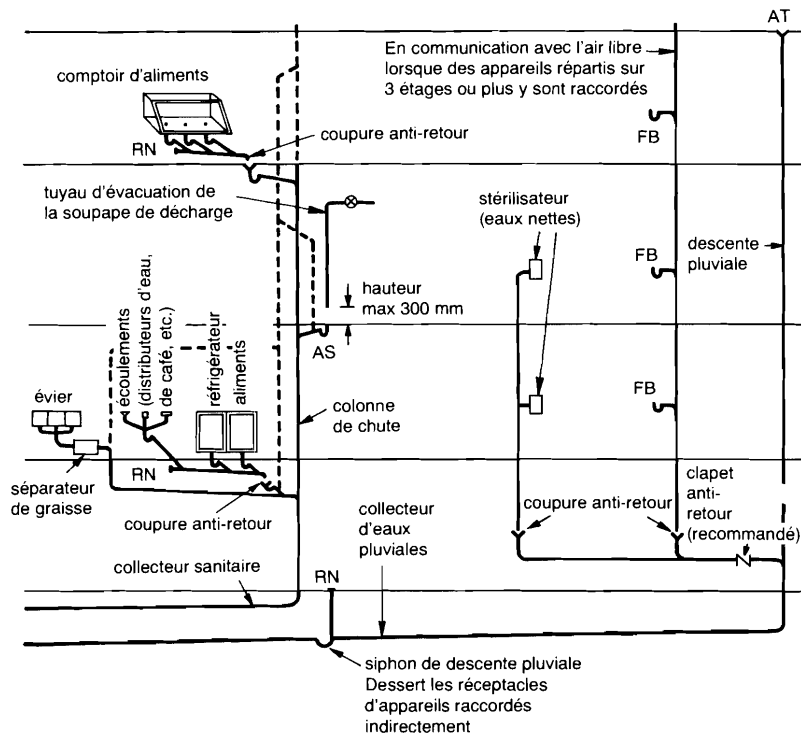 AT
En communication avec l'air libre
lorsque des appareils répartis sur
3 étages ou plus y sont raccordés
comptoir d'aliments
RN
coupure anti-retour
FB
tuyau d'évacuation de
la soupape de décharge
stérilisateur
(eaux nettes)
FB
descente
pluviale
hauteur
max 300 mm
AS
écoulements
(distributeurs d'eau,
de café, etc.)
réfrigérateur
aliments
évier
FB
colonne
de chute
RN
séparateur
de graisse
coupure anti-retour
clapet
anti-
retour
(recommandé)
coupure anti-retour
collecteur
d'eaux
pluviales
collecteur sanitaire
RN
siphon de descente pluviale
Dessert les réceptacles
d'appareils raccordés
indirectement